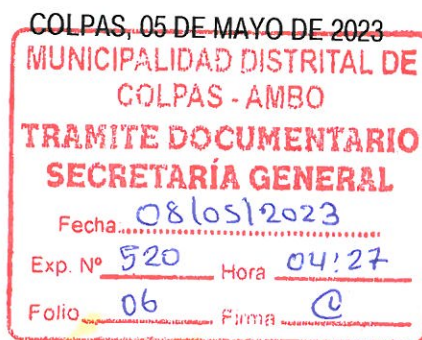 COLPAS, 05 DE MAYO DE 2023
MUNICIPALIDAD DISTRITAL DE
COLPAS - AMBO
TRAMITE DOCUMENTARIO
SECRETARÍA GENERAL
Fecha: 08/05/2023
Exp. Nº 520 Hora 04:27
Folio 06 Firma